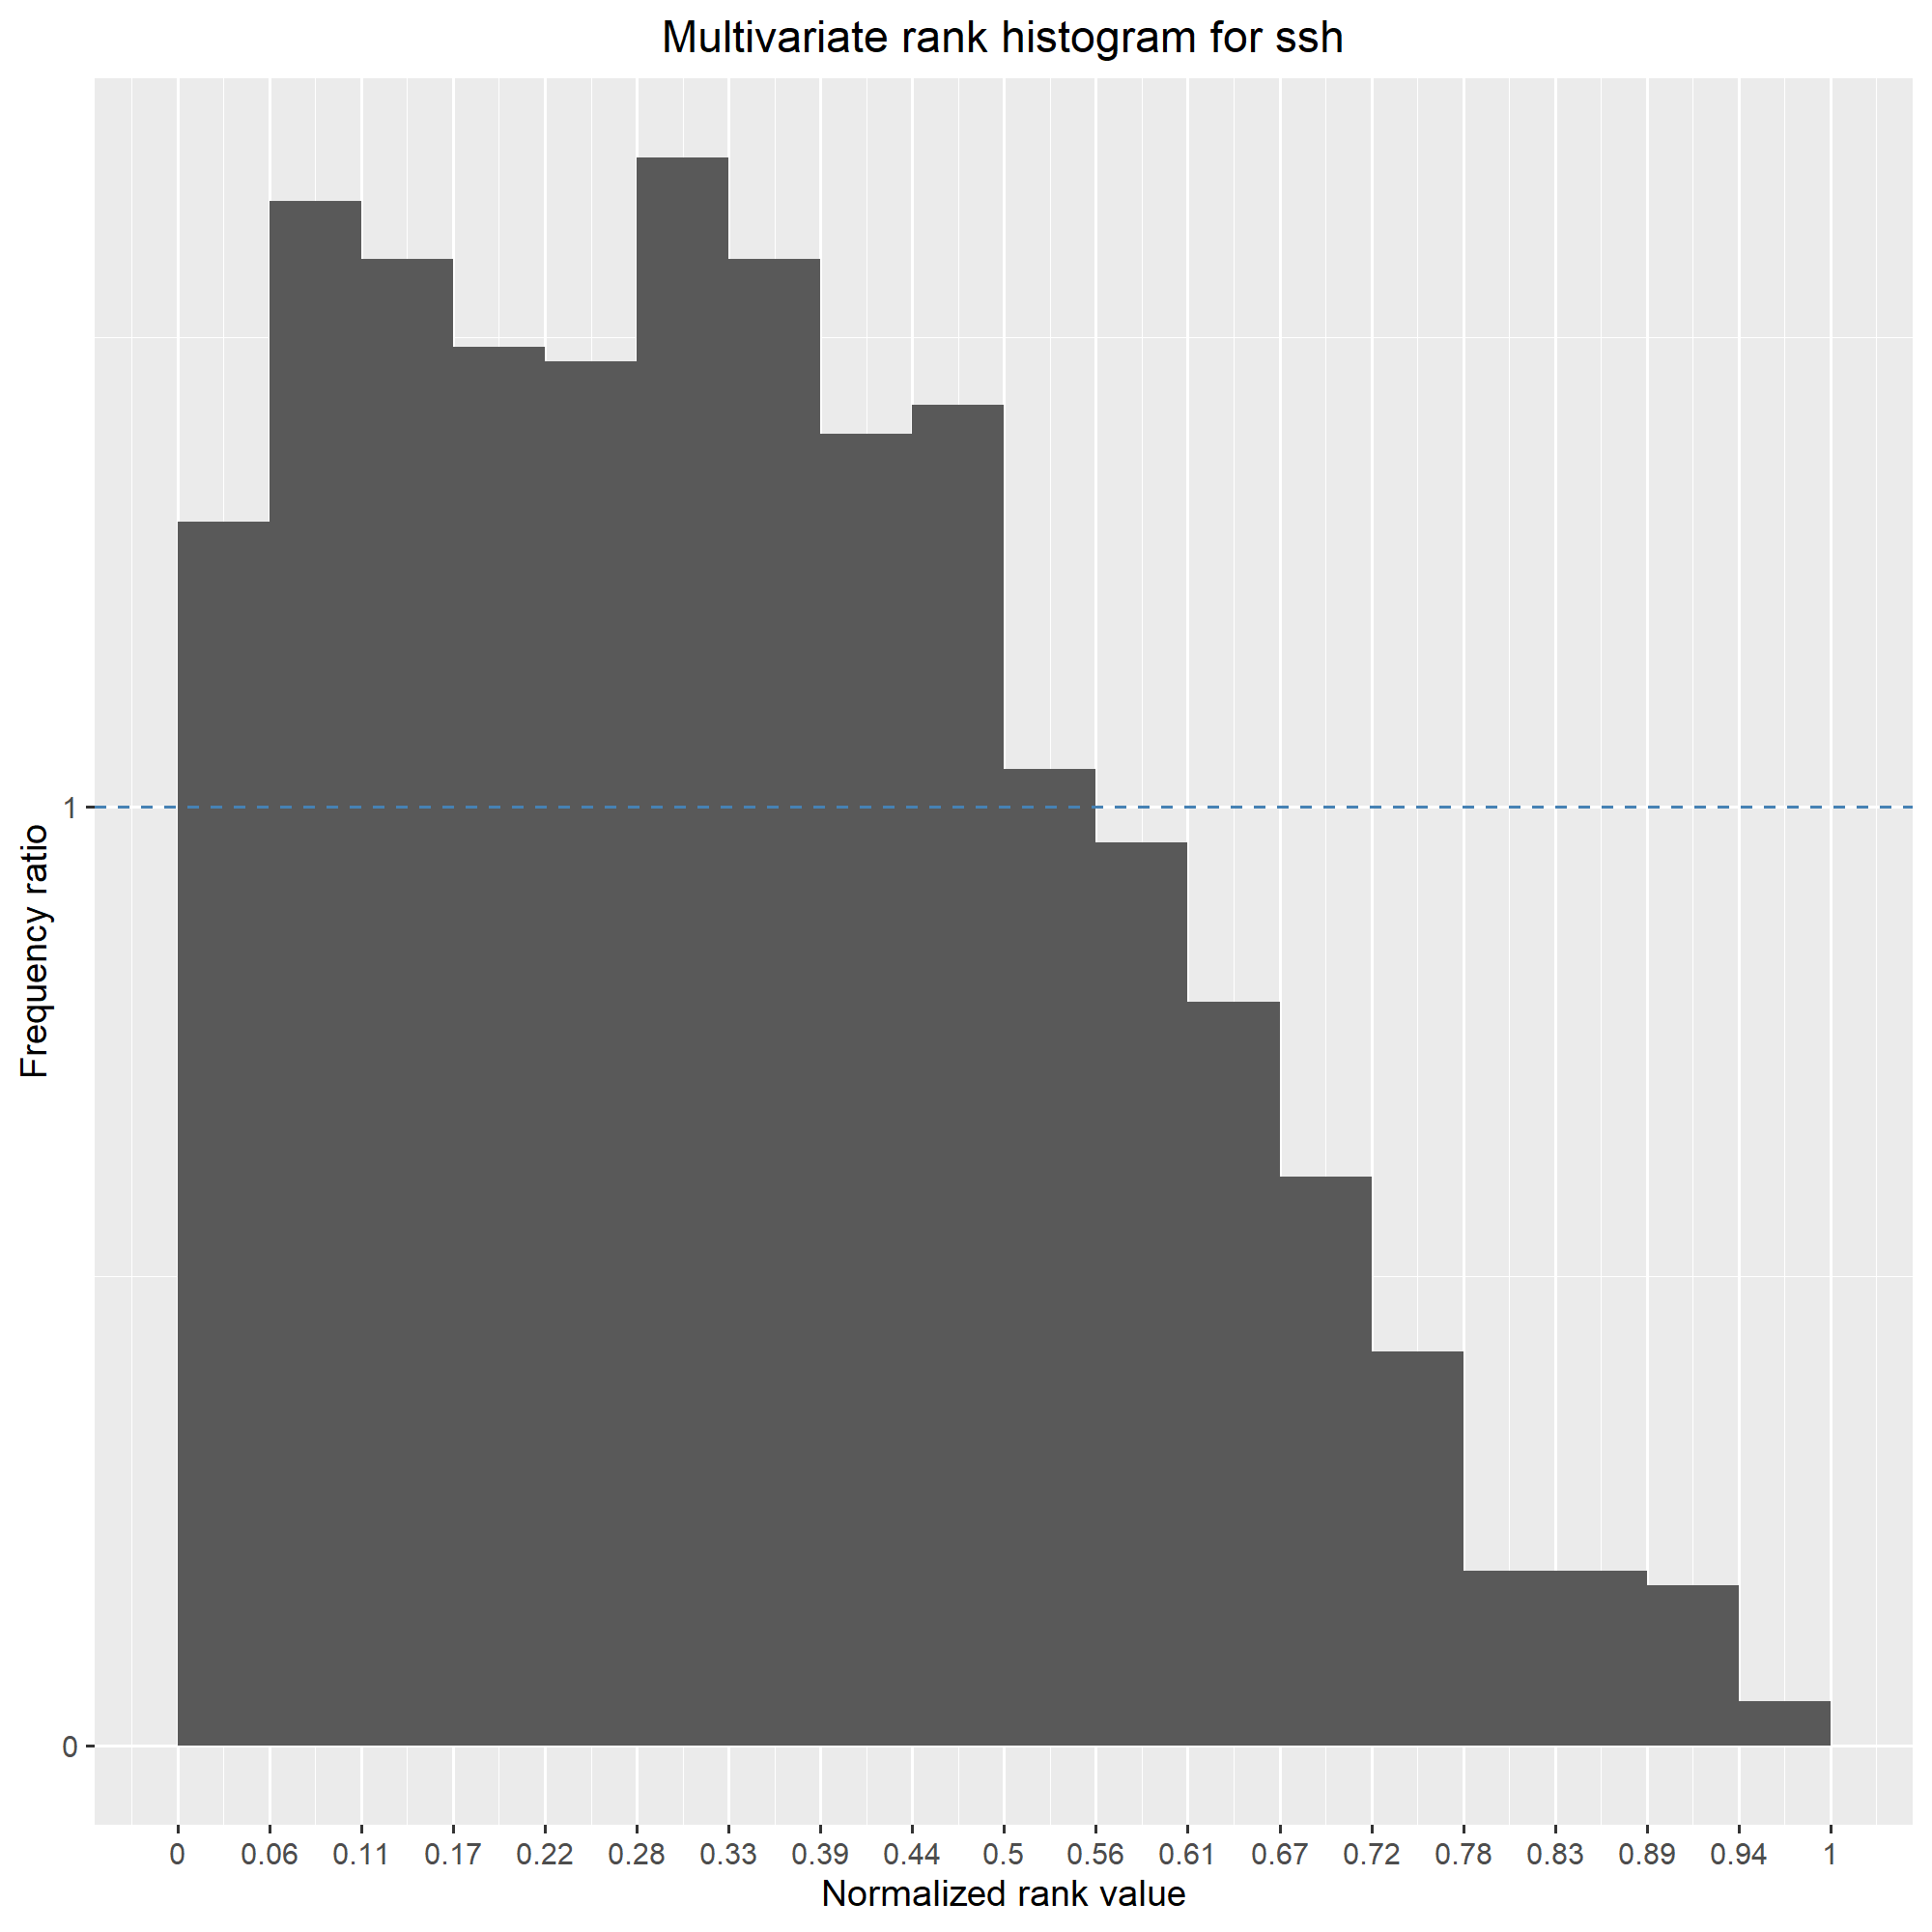 Multivariate rank histogram for ssh
Frequency ratio
1
0
0 0.06 0.11 0.17 0.22 0.28 0.33 0.39 0.44 0.5 0.56 0.61 0.67 0.72 0.78 0.83 0.89 0.94 1
Normalized rank value